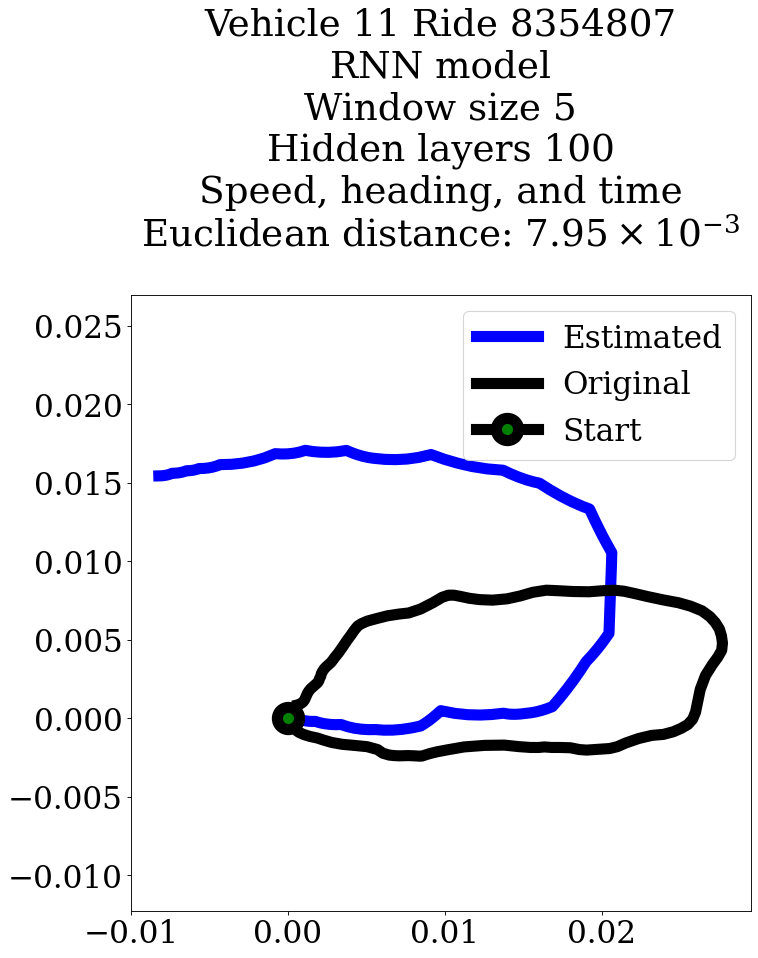 Vehicle 11 Ride 8354807
RNN model
Window size 5
Hidden layers 100
Speed, heading, and time
Euclidean distance: 7.95 × 10⁻³
Estimated
Original
Start
0.025
0.020
0.015
0.010
0.005
0.000
−0.005
−0.010
−0.01 0.00 0.01 0.02